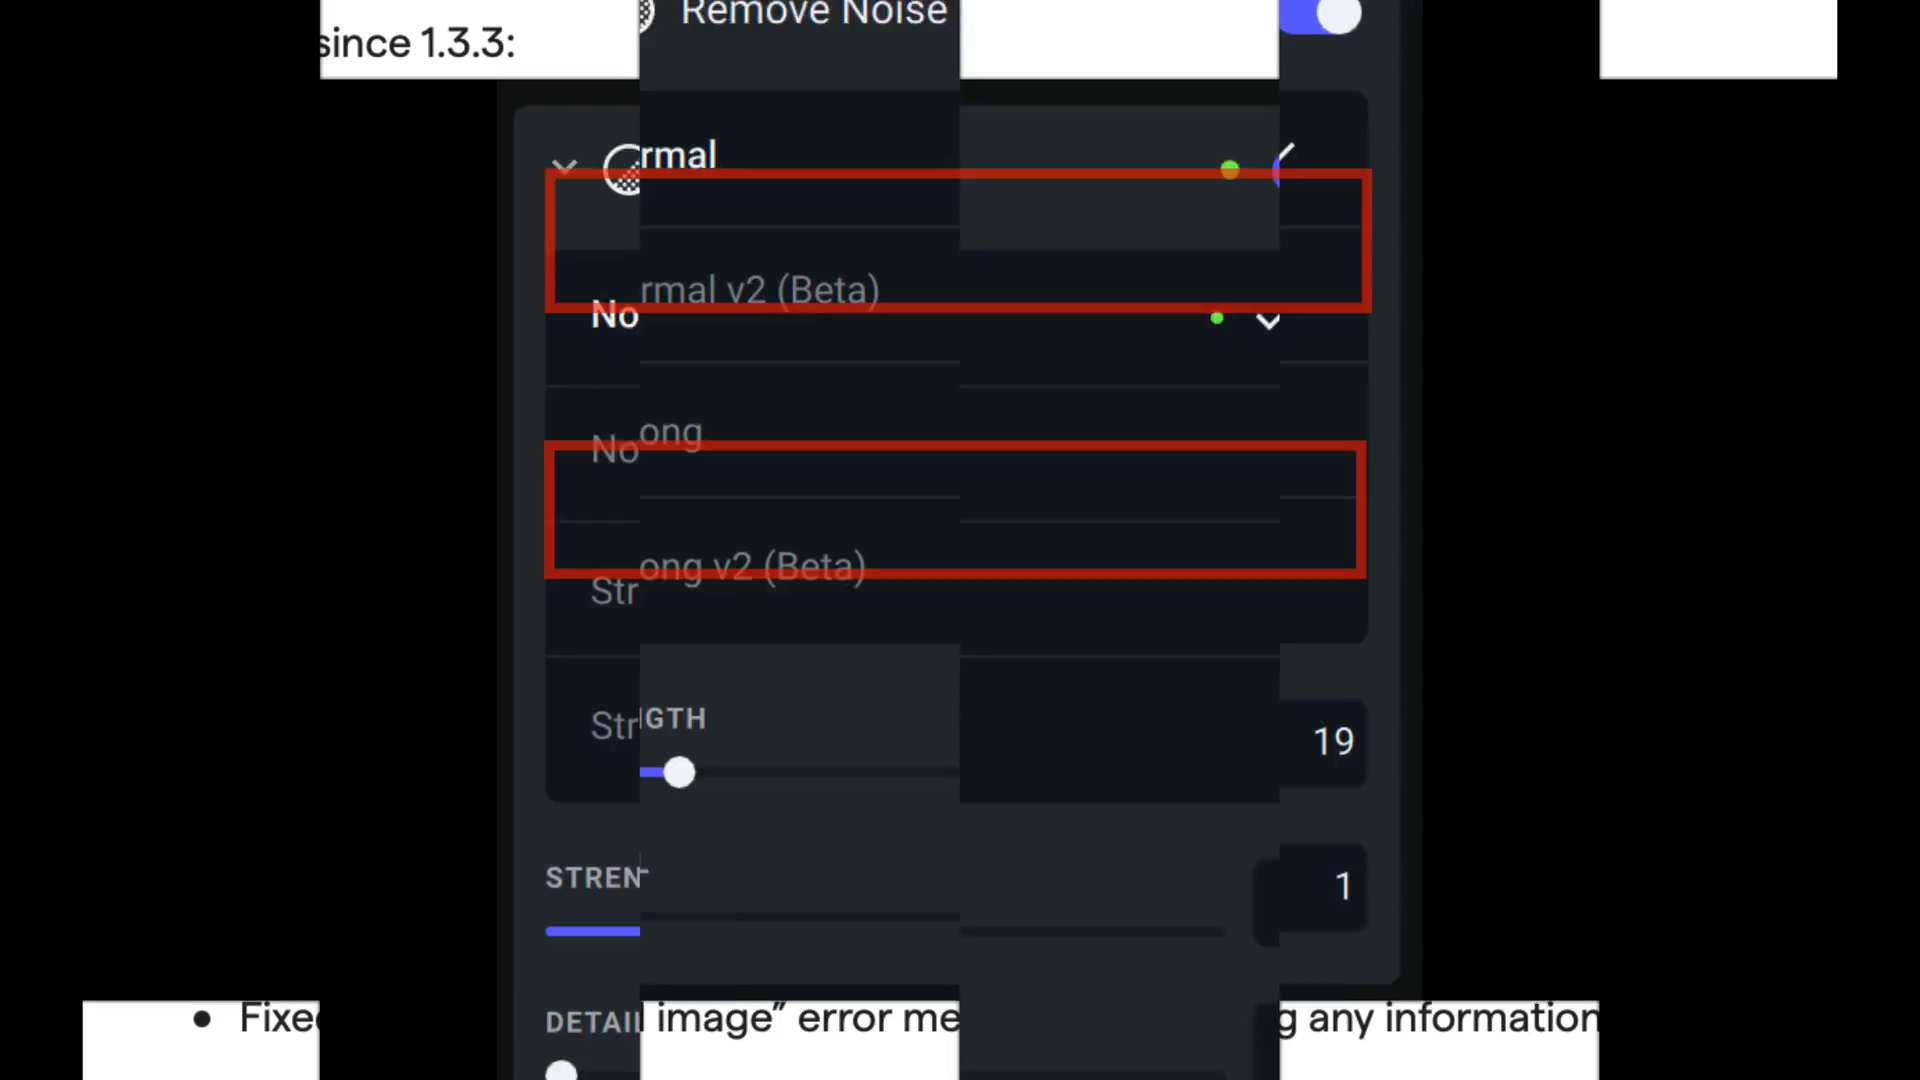 Remove Noise
since 1.3.3:
rmal
rmal v2 (Beta)
No
ong
No
ong v2 (Beta)
Str
GTH
Str
19
STREN
1
• Fixe
DETAIL
image” error me
g any information